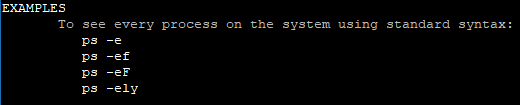 EXAMPLES
To see every process on the system using standard syntax:
ps -e
ps -ef
ps -eF
ps -ely